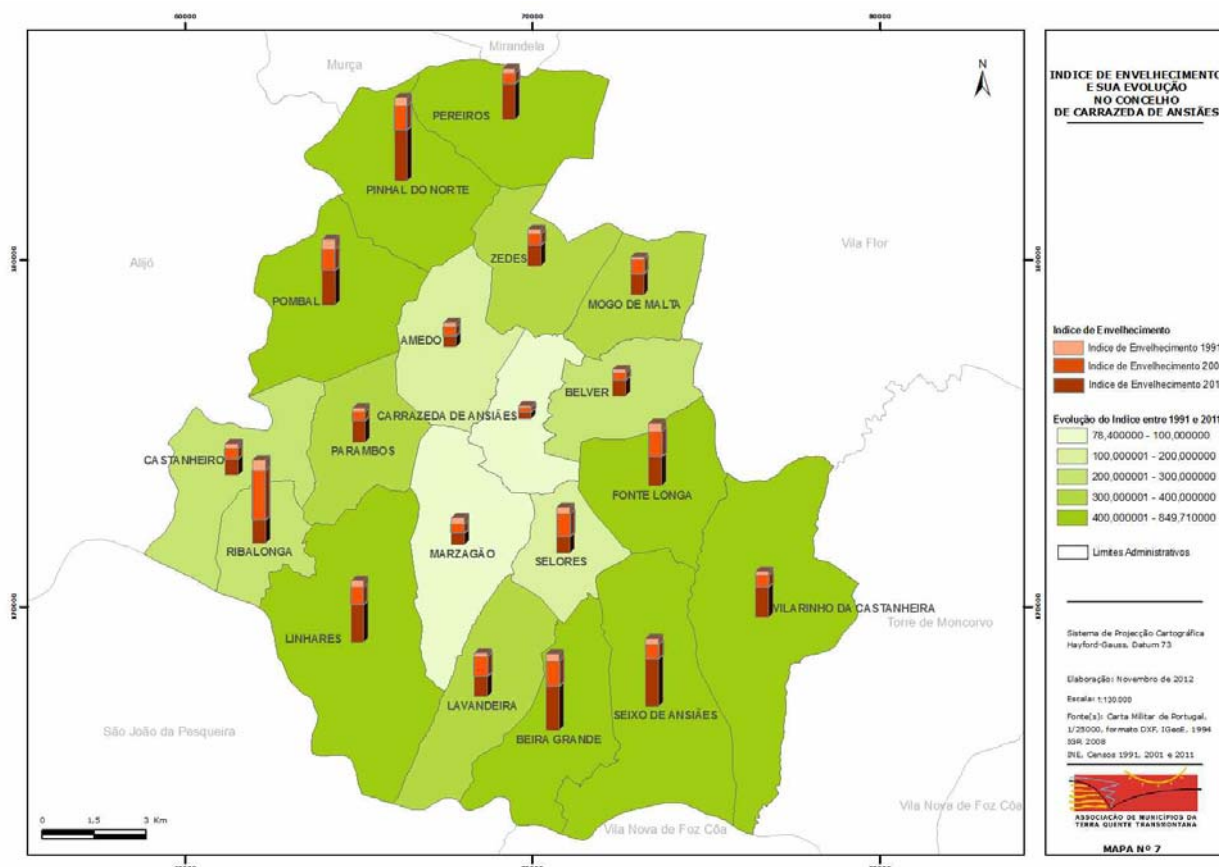 60000
70000
80000
Mirandela
Murça
N
PEREIROS
PINHAL DO NORTE
Vila Flor
ZEDES
Alijó
MOGO DE MALTA
POMBAL
AMEDO
BELVER
CARRAZEDA DE ANSIÃES
PARAMBOS
CASTANHEIRO
FONTE LONGA
RIBALONGA
MARZAGÃO
SELORES
VILARINHO DA CASTANHEIRA
Torre de Moncorvo
LINHARES
LAVANDEIRA
SEIXO DE ANSIÃES
São João da Pesqueira
BEIRA GRANDE
Vila Nova de Foz Côa
Vila Nova de Foz Côa
0 1,5 3 Km
INDICE DE ENVELHECIMENTO
E SUA EVOLUÇÃO
NO CONCELHO
DE CARRAZEDA DE ANSIÃES
Indice de Envelhecimento
Indice de Envelhecimento 1991
Indice de Envelhecimento 200
Indice de Envelhecimento 201
Evolução do Indice entre 1991 e 2011
78,400000 - 100,000000
100,000001 - 200,000000
200,000001 - 300,000000
300,000001 - 400,000000
400,000001 - 849,710000
Limites Administrativos
Sistema de Projecção Cartográfica
Hayford-Gauss, Datum 73
Elaboração: Novembro de 2012
Escala: 1:130.000
Fonte(s): Carta Militar de Portugal,
1/25000, formato DXF, IGeoE, 1994
IGP, 2008
INE, Censos 1991, 2001 e 2011
ASSOCIAÇÃO DE MUNICÍPIOS DA
TERRA QUENTE TRANSMONTANA
MAPA Nº 7